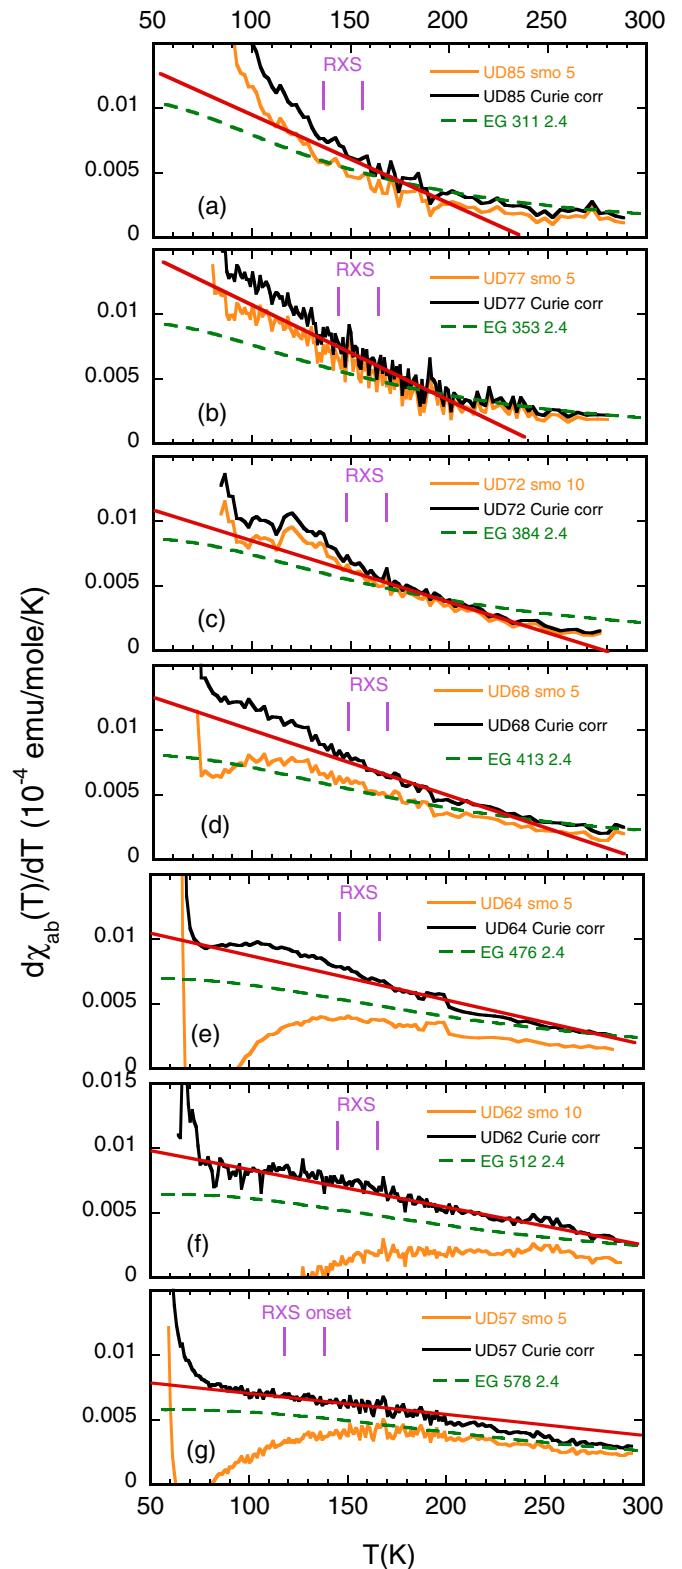 50 100 150 200 250 300
RXS
UD85 smo 5
UD85 Curie corr
EG 311 2.4
0.01
0.005
0
(a)
RXS
UD77 smo 5
UD77 Curie corr
EG 353 2.4
0.01
0.005
0
(b)
RXS
UD72 smo 10
UD72 Curie corr
EG 384 2.4
0.01
0.005
0
(c)
RXS
UD68 smo 5
UD68 Curie corr
EG 413 2.4
0.01
0.005
0
(d)
dχab(T)/dT (10-4 emu/mole/K)
RXS
UD64 smo 5
UD64 Curie corr
EG 476 2.4
0.01
0.005
0
(e)
0.015
RXS
UD62 smo 10
UD62 Curie corr
EG 512 2.4
0.01
0.005
0
(f)
RXS onset
UD57 smo 5
UD57 Curie corr
EG 578 2.4
0.01
0.005
0
(g)
50 100 150 200 250 300
T(K)